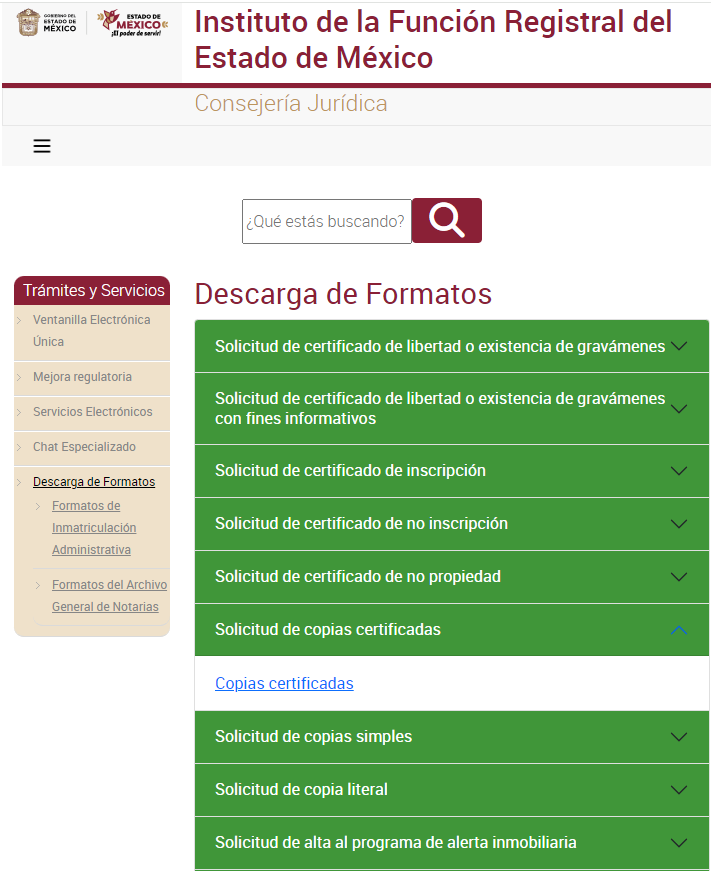 GOBIERNO DEL
ESTADO DE
MÉXICO
ESTADO DE
MÉXICO
¡El poder de servir!
Instituto de la Función Registral del
Estado de México
Consejería Jurídica
¿Qué estás buscando?
Trámites y Servicios
Ventanilla Electrónica
Única
Mejora regulatoria
Servicios Electrónicos
Chat Especializado
Descarga de Formatos
Formatos de
Inmatriculación
Administrativa
Formatos del Archivo
General de Notarias
Descarga de Formatos
Solicitud de certificado de libertad o existencia de gravámenes
Solicitud de certificado de libertad o existencia de gravámenes
con fines informativos
Solicitud de certificado de inscripción
Solicitud de certificado de no inscripción
Solicitud de certificado de no propiedad
Solicitud de copias certificadas
Copias certificadas
Solicitud de copias simples
Solicitud de copia literal
Solicitud de alta al programa de alerta inmobiliaria